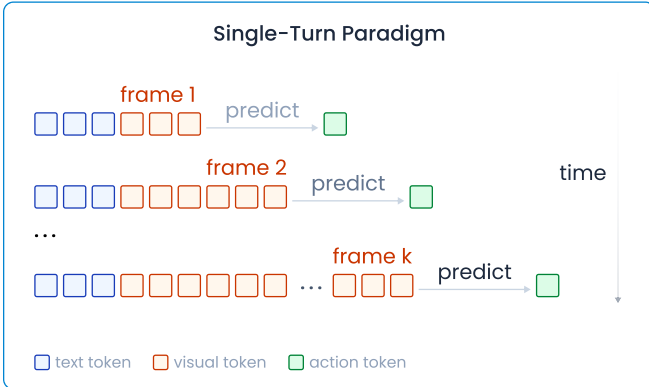 Single-Turn Paradigm
frame 1
predict
frame 2
predict
time
...
frame k
... predict
text token visual token action token